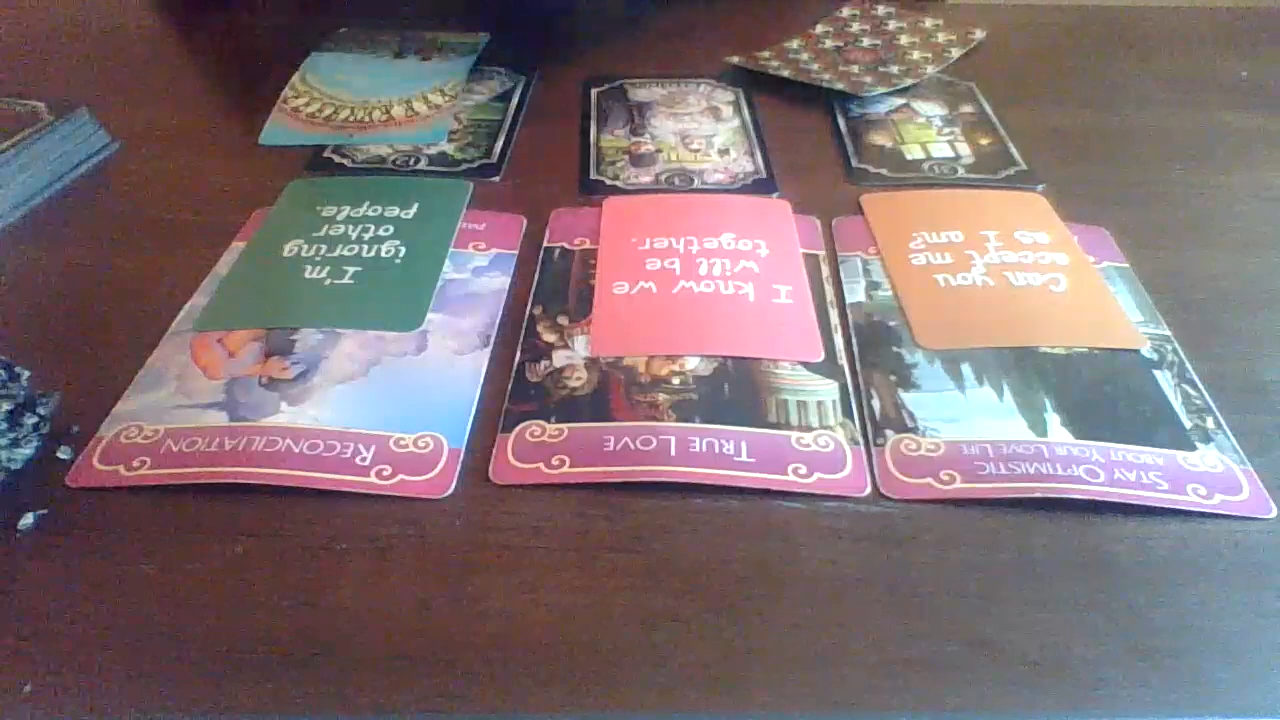 I'm
ignoring
other
people.
RECONCILIATION
I know we
will be
together.
TRUE LOVE
Can you
accept me
as I am?
STAY OPTIMISTIC
ABOUT YOUR LOVE LIFE